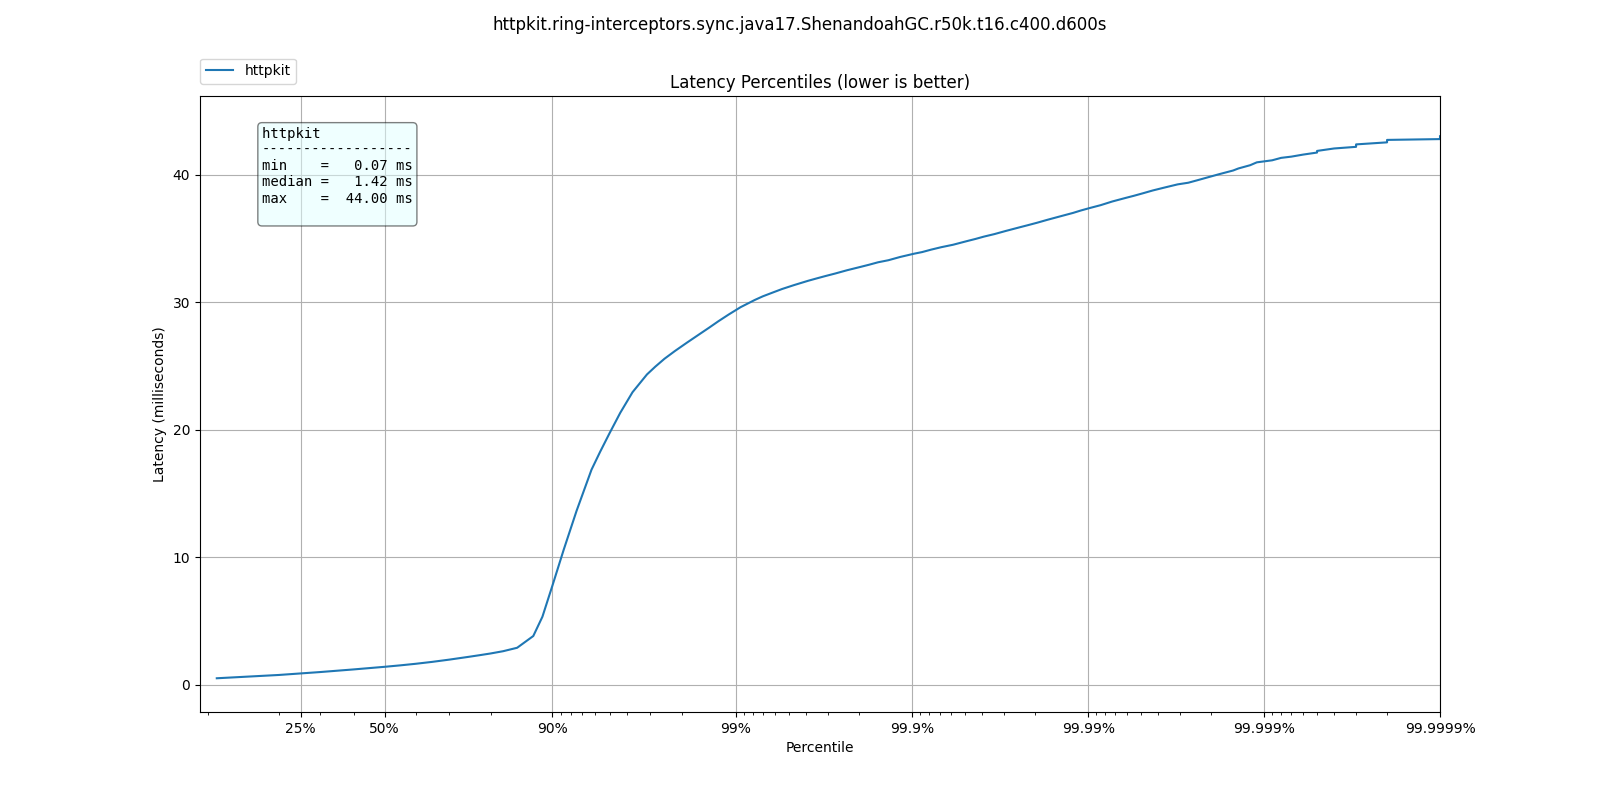 httpkit.ring-interceptors.sync.java17.ShenandoahGC.r50k.t16.c400.d600s
httpkit
Latency Percentiles (lower is better)
httpkit
------------------
min    =   0.07 ms
median =   1.42 ms
max    =  44.00 ms
40
30
20
10
0
Latency (milliseconds)
25% 50% 90% 99% 99.9% 99.99% 99.999% 99.9999%
Percentile